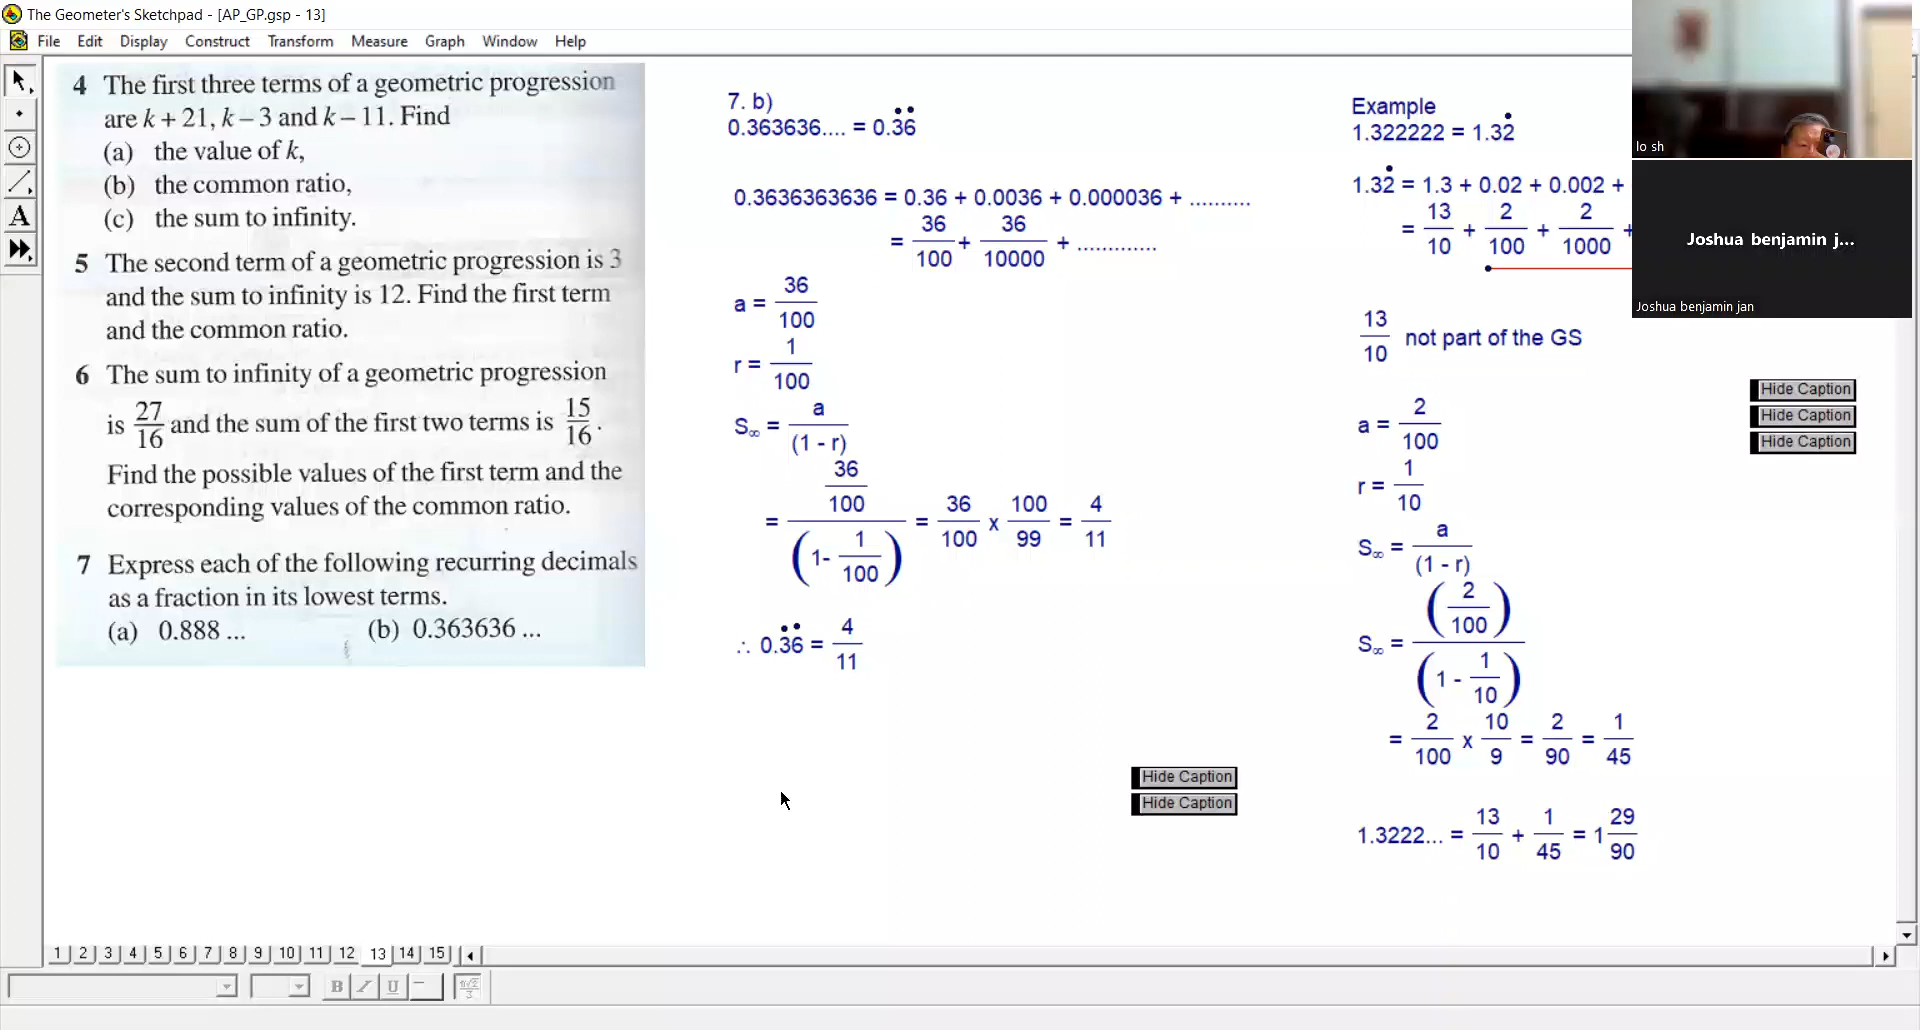 The Geometer's Sketchpad - [AP_GP.gsp - 13]
File Edit Display Construct Transform Measure Graph Window Help
4 The first three terms of a geometric progression
are k + 21, k – 3 and k – 11. Find
(a) the value of k,
(b) the common ratio,
(c) the sum to infinity.
5 The second term of a geometric progression is 3
and the sum to infinity is 12. Find the first term
and the common ratio.
6 The sum to infinity of a geometric progression
is 27/16 and the sum of the first two terms is 15/16.
Find the possible values of the first term and the
corresponding values of the common ratio.
7 Express each of the following recurring decimals
as a fraction in its lowest terms.
(a) 0.888 ... (b) 0.363636 ...
7. b)
0.363636.... = 0.3̇6̇
0.3636363636 = 0.36 + 0.0036 + 0.000036 + ..........
= 36/100 + 36/10000 + .............
a = 36/100
r = 1/100
S∞ = a/(1 - r)
= (36/100)/(1- 1/100) = 36/100 x 100/99 = 4/11
∴ 0.3̇6̇ = 4/11
Hide Caption
Hide Caption
Example
1.322222 = 1.32̇
1.32̇ = 1.3 + 0.02 + 0.002 +
= 13/10 + 2/100 + 2/1000 +
13/10 not part of the GS
a = 2/100
r = 1/10
S∞ = a/(1 - r)
S∞ = (2/100)/(1 - 1/10)
= 2/100 x 10/9 = 2/90 = 1/45
1.3222... = 13/10 + 1/45 = 1 29/90
Hide Caption
Hide Caption
Hide Caption
lo sh
Joshua benjamin j...
Joshua benjamin jan
1 2 3 4 5 6 7 8 9 10 11 12 13 14 15
B I U